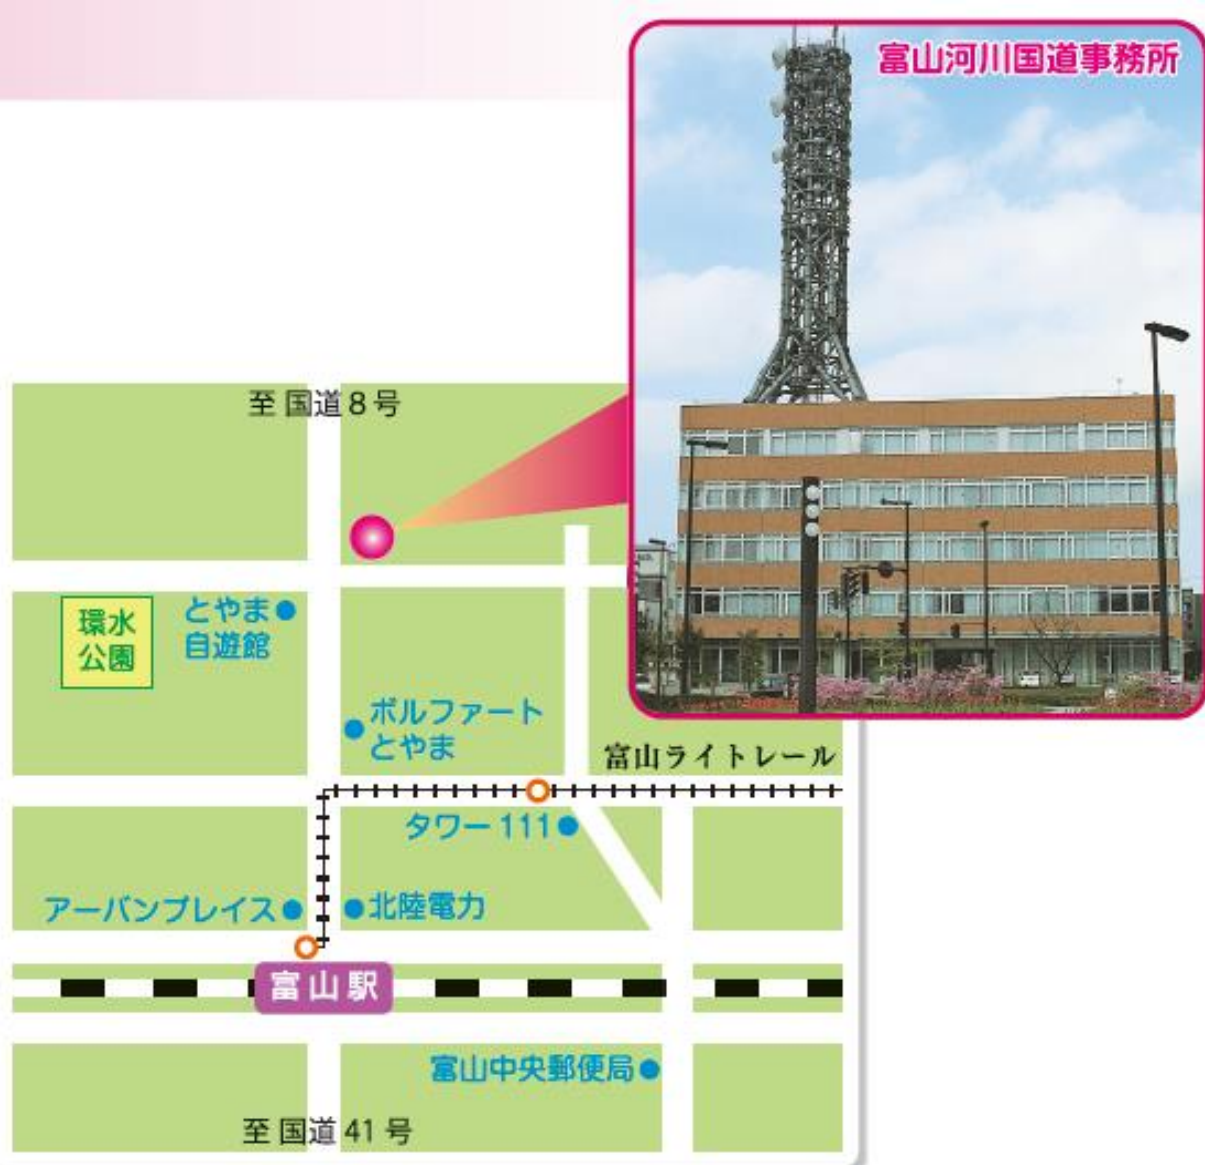 富山河川国道事務所
至 国道 8 号
環水
公園
とやま
自遊館
ボルファート
とやま
富山ライトレール
タワー 111
アーバンプレイス
北陸電力
富山駅
富山中央郵便局
至 国道 41 号